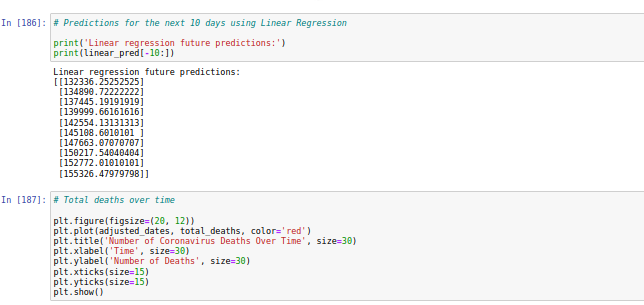 In [186]: # Predictions for the next 10 days using Linear Regression
print('Linear regression future predictions:')
print(linear_pred[-10:])
Linear regression future predictions:
[[132336.25252525]
[134890.72222222]
[137445.19191919]
[139999.66161616]
[142554.13131313]
[145108.6010101 ]
[147663.07070707]
[150217.54040404]
[152772.01010101]
[155326.47979798]]
In [187]: # Total deaths over time
plt.figure(figsize=(20, 12))
plt.plot(adjusted_dates, total_deaths, color='red')
plt.title('Number of Coronavirus Deaths Over Time', size=30)
plt.xlabel('Time', size=30)
plt.ylabel('Number of Deaths', size=30)
plt.xticks(size=15)
plt.yticks(size=15)
plt.show()